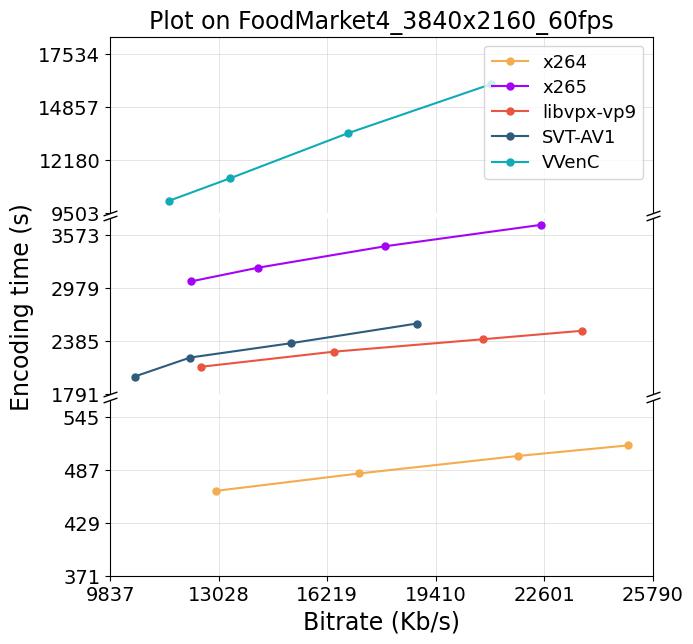 Plot on FoodMarket4_3840x2160_60fps
17534
14857
12180
9503
3573
2979
2385
1791
545
487
429
371
x264
x265
libvpx-vp9
SVT-AV1
VVenC
Encoding time (s)
9837 13028 16219 19410 22601 25790
Bitrate (Kb/s)